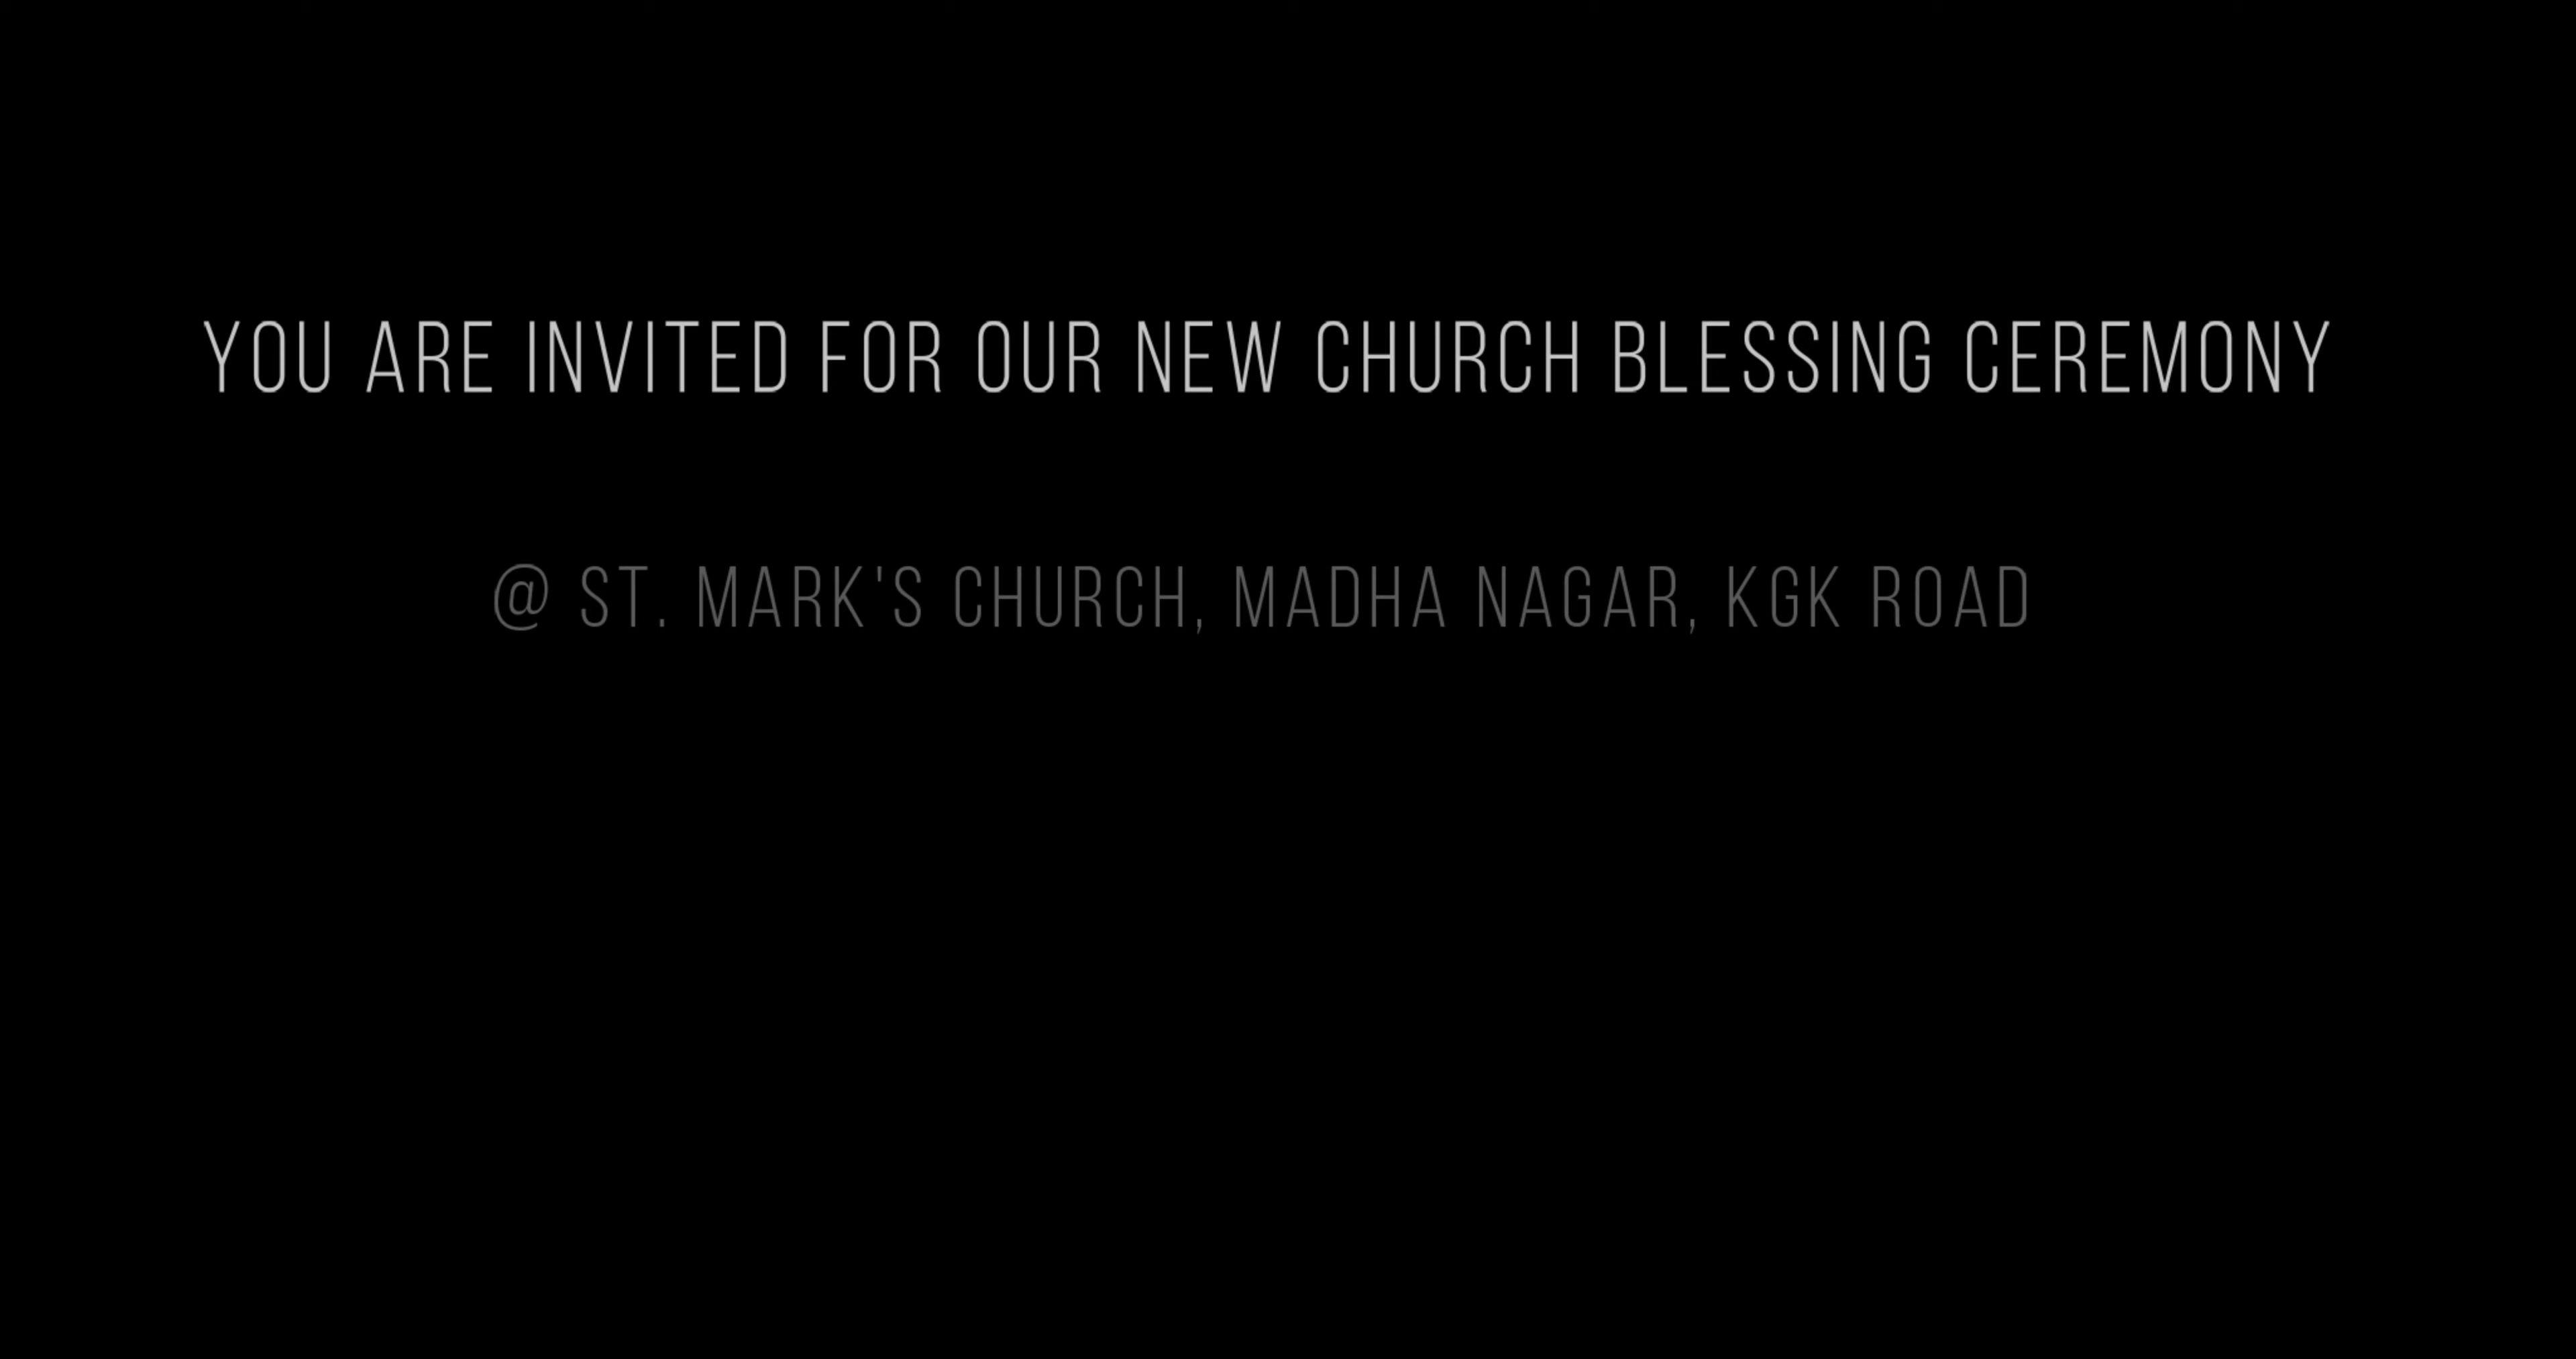 YOU ARE INVITED FOR OUR NEW CHURCH BLESSING CEREMONY
@ ST. MARK'S CHURCH, MADHA NAGAR, KGK ROAD